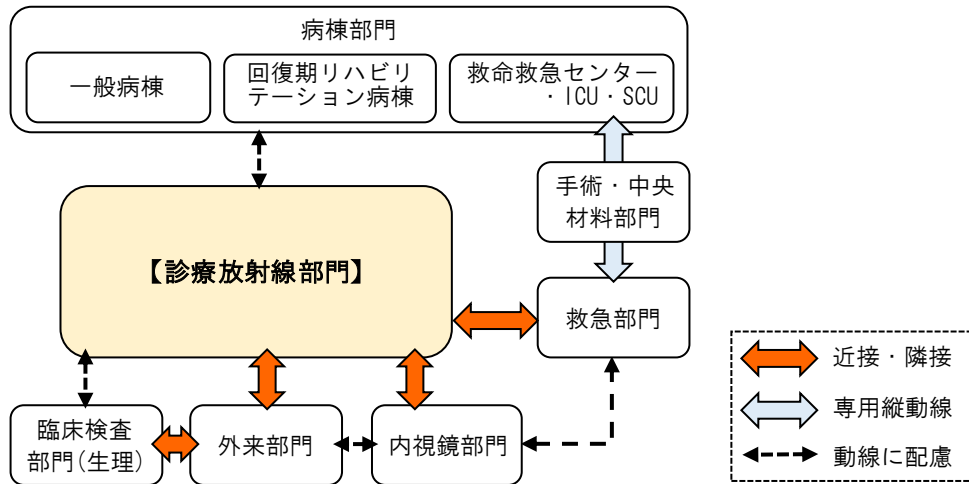 病棟部門
一般病棟
回復期リハビリ
テーション病棟
救命救急センター
・ICU・SCU
手術・中央
材料部門
【診療放射線部門】
救急部門
臨床検査
部門(生理)
外来部門
内視鏡部門
近接・隣接
専用縦動線
動線に配慮